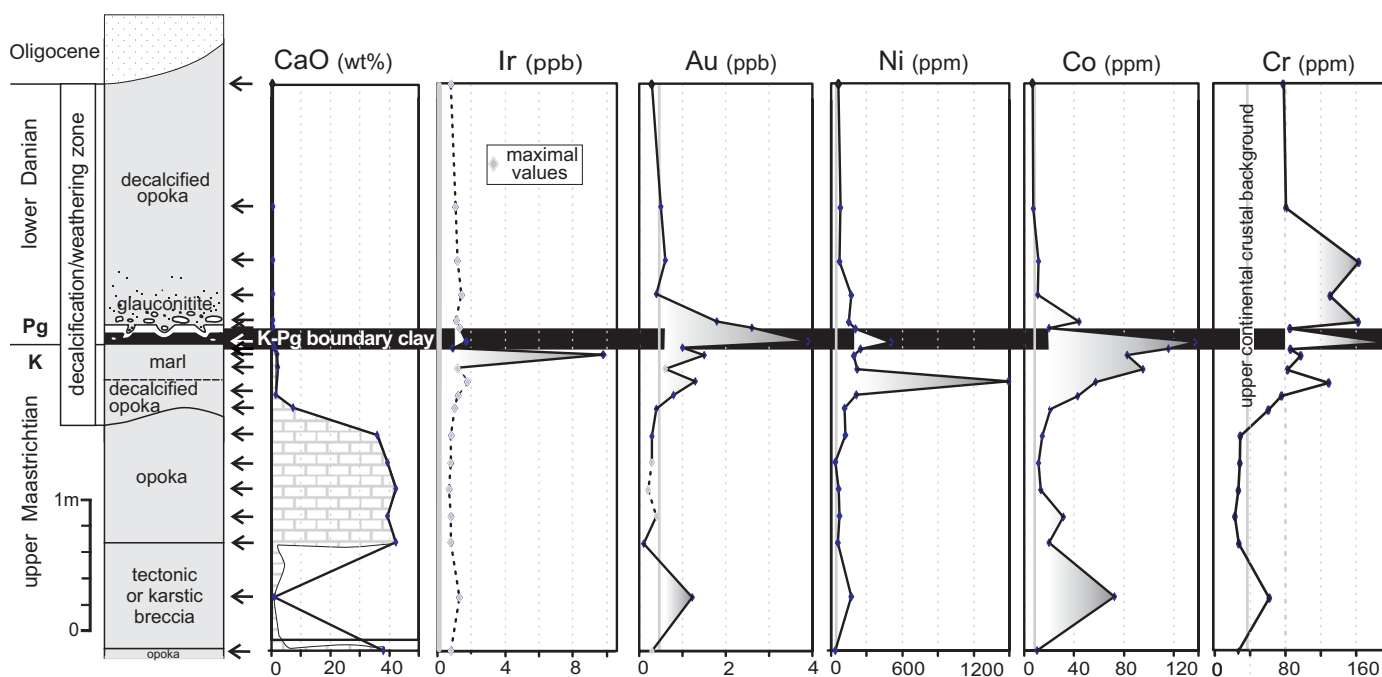 Oligocene
CaO (wt%)
Ir (ppb)
Au (ppb)
Ni (ppm)
Co (ppm)
Cr (ppm)
lower Danian
decalcification/weathering zone
decalcified
opoka
glauconitite
maximal
values
upper continental crustal background
Pg
K-Pg boundary clay
K
marl
decalcified
opoka
upper Maastrichtian
opoka
1m
tectonic
or karstic
breccia
0
opoka
0 20 40
0 4 8
0 2 4
0 600 1200
0 40 80 120
0 80 160